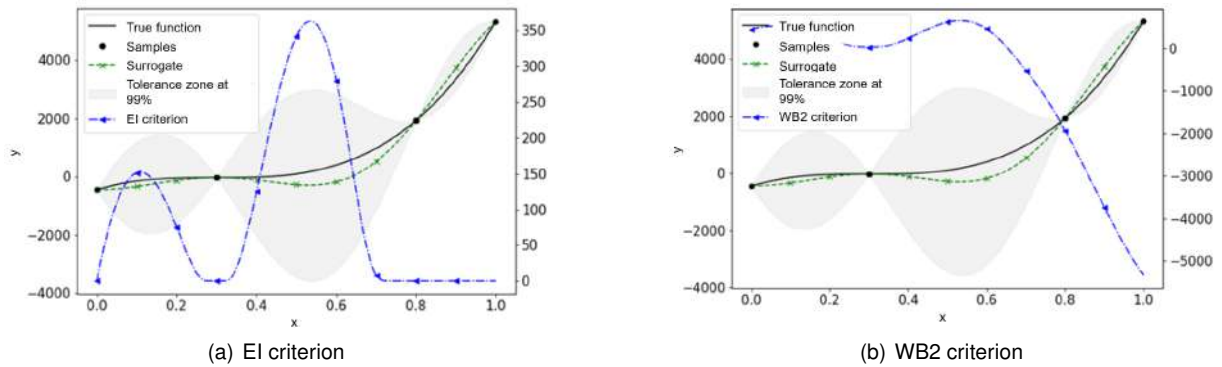 True function
Samples
Surrogate
Tolerance zone at
99%
EI criterion
y
4000
2000
0
−2000
−4000
350
300
250
200
150
100
50
0
0.0 0.2 0.4 0.6 0.8 1.0
x
(a) EI criterion
True function
Samples
Surrogate
Tolerance zone at
99%
WB2 criterion
y
4000
2000
0
−2000
−4000
0
−1000
−2000
−3000
−4000
−5000
0.0 0.2 0.4 0.6 0.8 1.0
x
(b) WB2 criterion